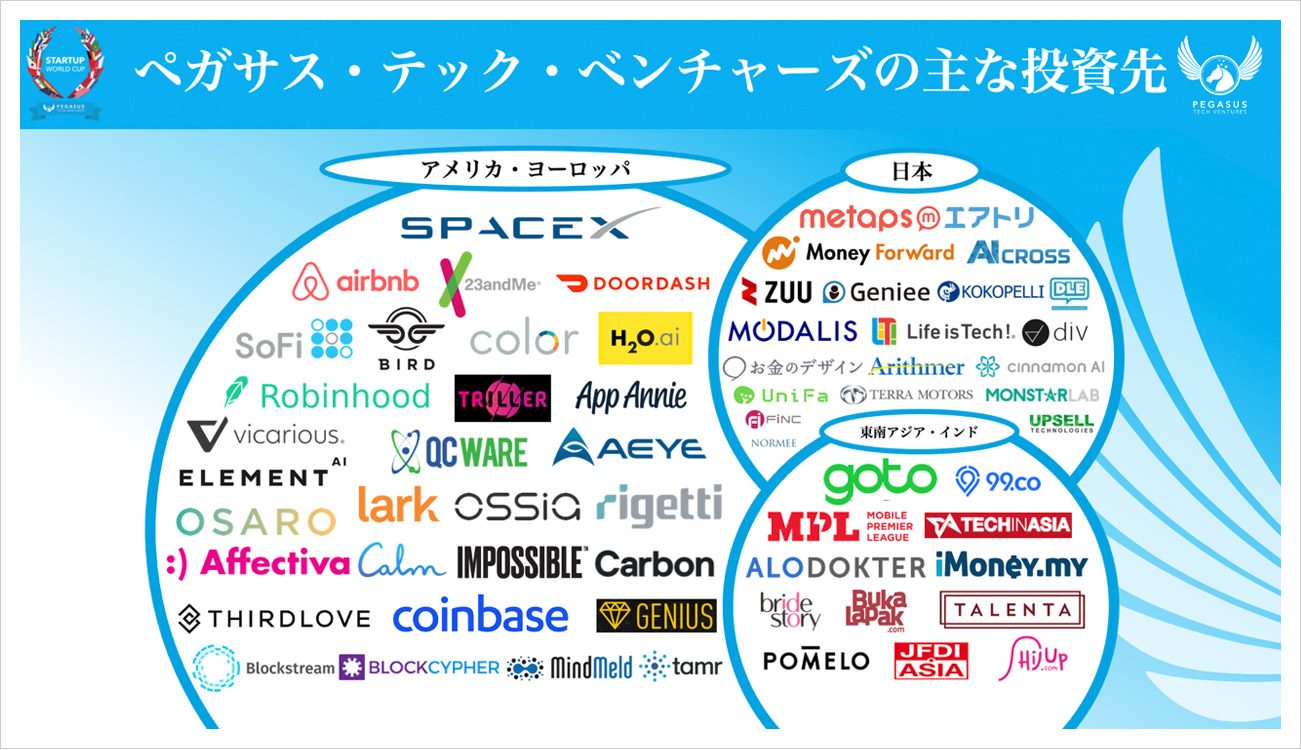 STARTUP
WORLD CUP
PEGASUS
ペガサス・テック・ベンチャーズの主な投資先
PEGASUS
TECH VENTURES
アメリカ・ヨーロッパ
SPACEX
airbnb 23andMe® DOORDASH
SoFi BIRD color H2O.ai
Robinhood TRILLER App Annie
vicarious® QC WARE AEYE
ELEMENT AI
OSARO lark ossia rigetti
:) Affectiva Calm IMPOSSIBLE™ Carbon
THIRDLOVE coinbase GENIUS
Blockstream BLOCKCYPHER MindMeld tamr
日本
metaps m エアトリ
Money Forward AI CROSS
ZUU Geniee KOKOPELLI DLE
MODALIS LIT! Life is Tech! div
お金のデザイン Arithmer cinnamon AI
UniFa TERRA MOTORS MONSTARLAB
FiNC UPSELL
TECHNOLOGIES
NORMEE
東南アジア・インド
goto 99.co
MPL MOBILE
PREMIER
LEAGUE TIA TECHINASIA
ALODOKTER iMoney.my
bride
story BukaLapak.com TALENTA
POMELO JFDI
ASIA HijUp.com